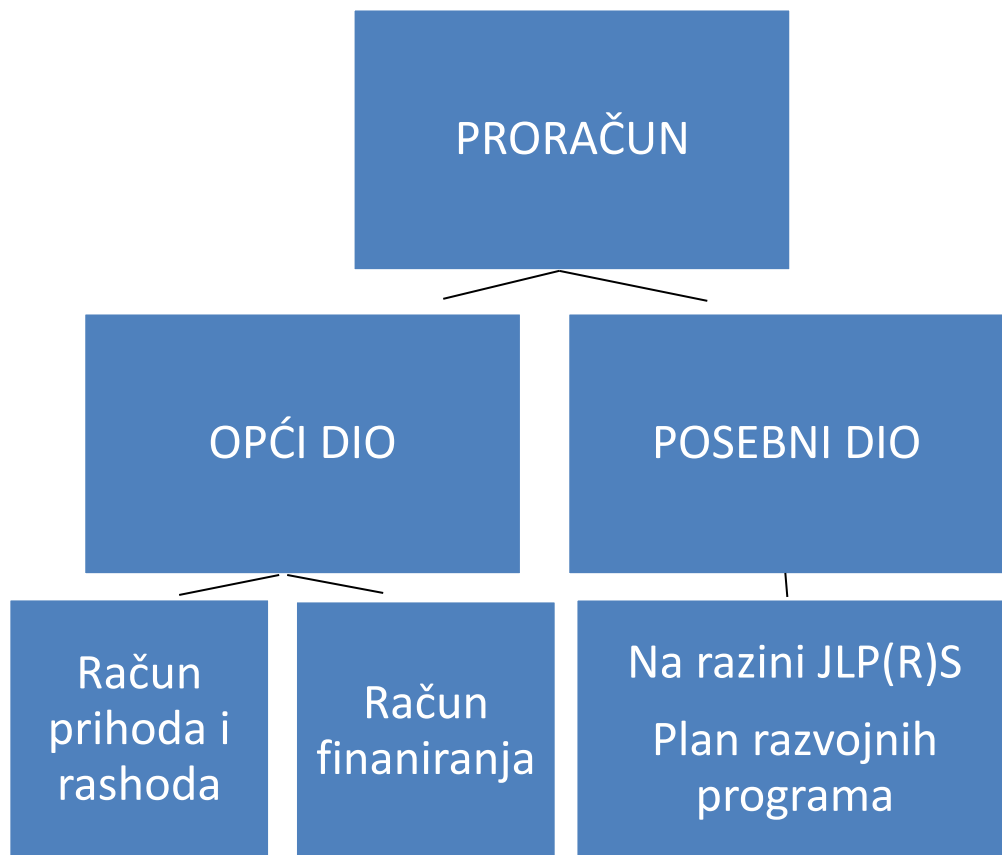 PRORAČUN
OPĆI DIO
POSEBNI DIO
Račun
prihoda i
rashoda
Račun
finaniranja
Na razini JLP(R)S
Plan razvojnih
programa